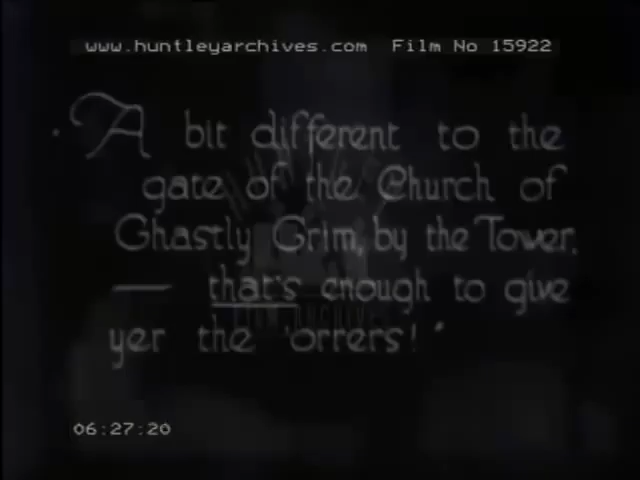 www.huntleyarchives.com Film No 15922
"A bit different to the
gate of the Church of
Ghastly Grim, by the Tower,
— that's enough to give
yer the 'orrers!"
06:27:20